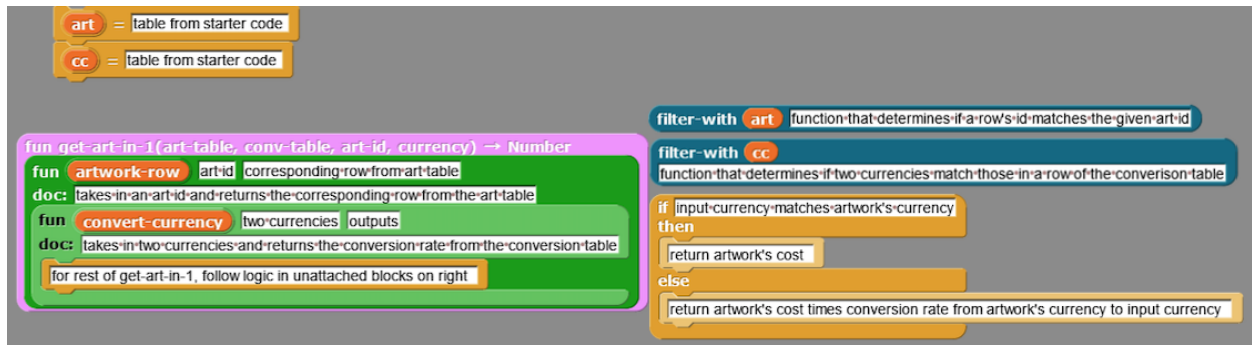 art = table from starter code
cc = table from starter code
fun get-art-in-1(art-table, conv-table, art-id, currency) → Number
fun artwork-row art·id corresponding·row·from·art·table
doc: takes·in·an·art·id·and·returns·the·corresponding·row·from·the·art·table
fun convert-currency two·currencies outputs
doc: takes·in·two·currencies·and·returns·the·conversion·rate·from·the·conversion·table
for rest of get-art-in-1, follow logic in unattached blocks on right
filter-with art function·that·determines·if·a·row's·id·matches·the·given·art·id
filter-with cc
function·that·determines·if·two·currencies·match·those·in·a·row·of·the·converison·table
if input·currency·matches·artwork's·currency
then
return artwork's cost
else
return artwork's cost times conversion rate from artwork's currency to input currency